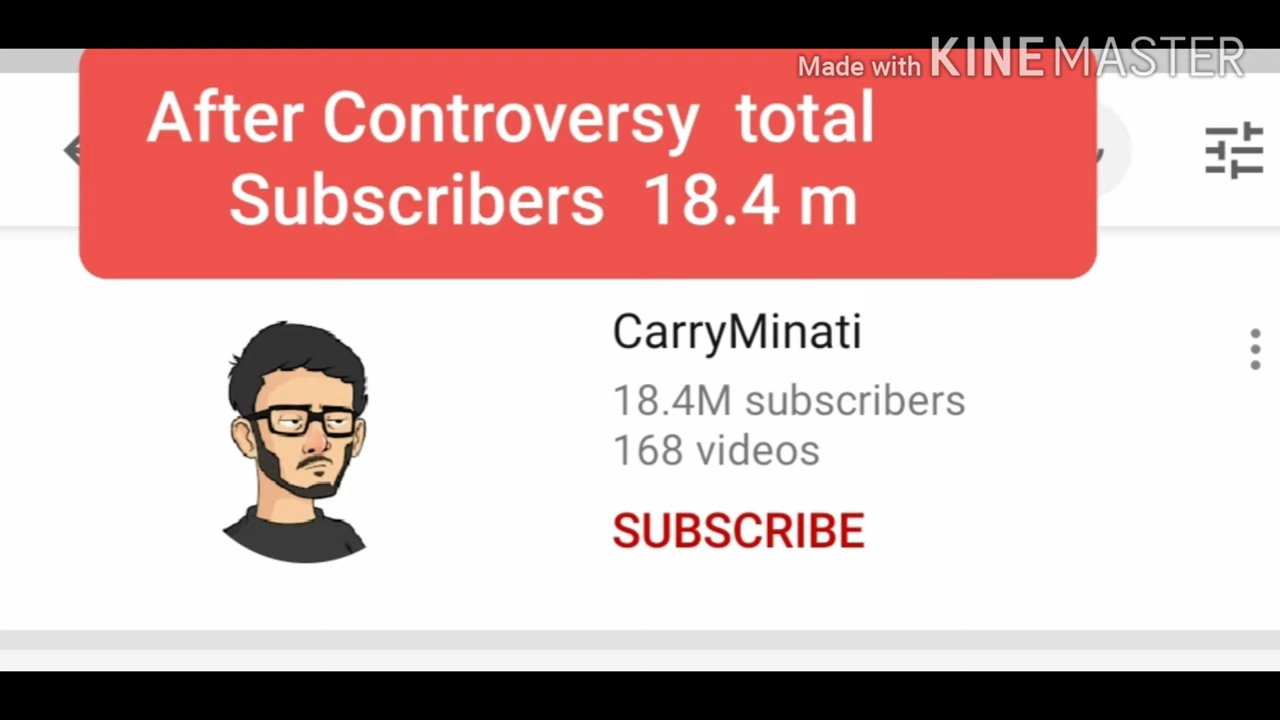 Made with KINEMASTER
After Controversy total
Subscribers 18.4 m
CarryMinati
18.4M subscribers
168 videos
SUBSCRIBE